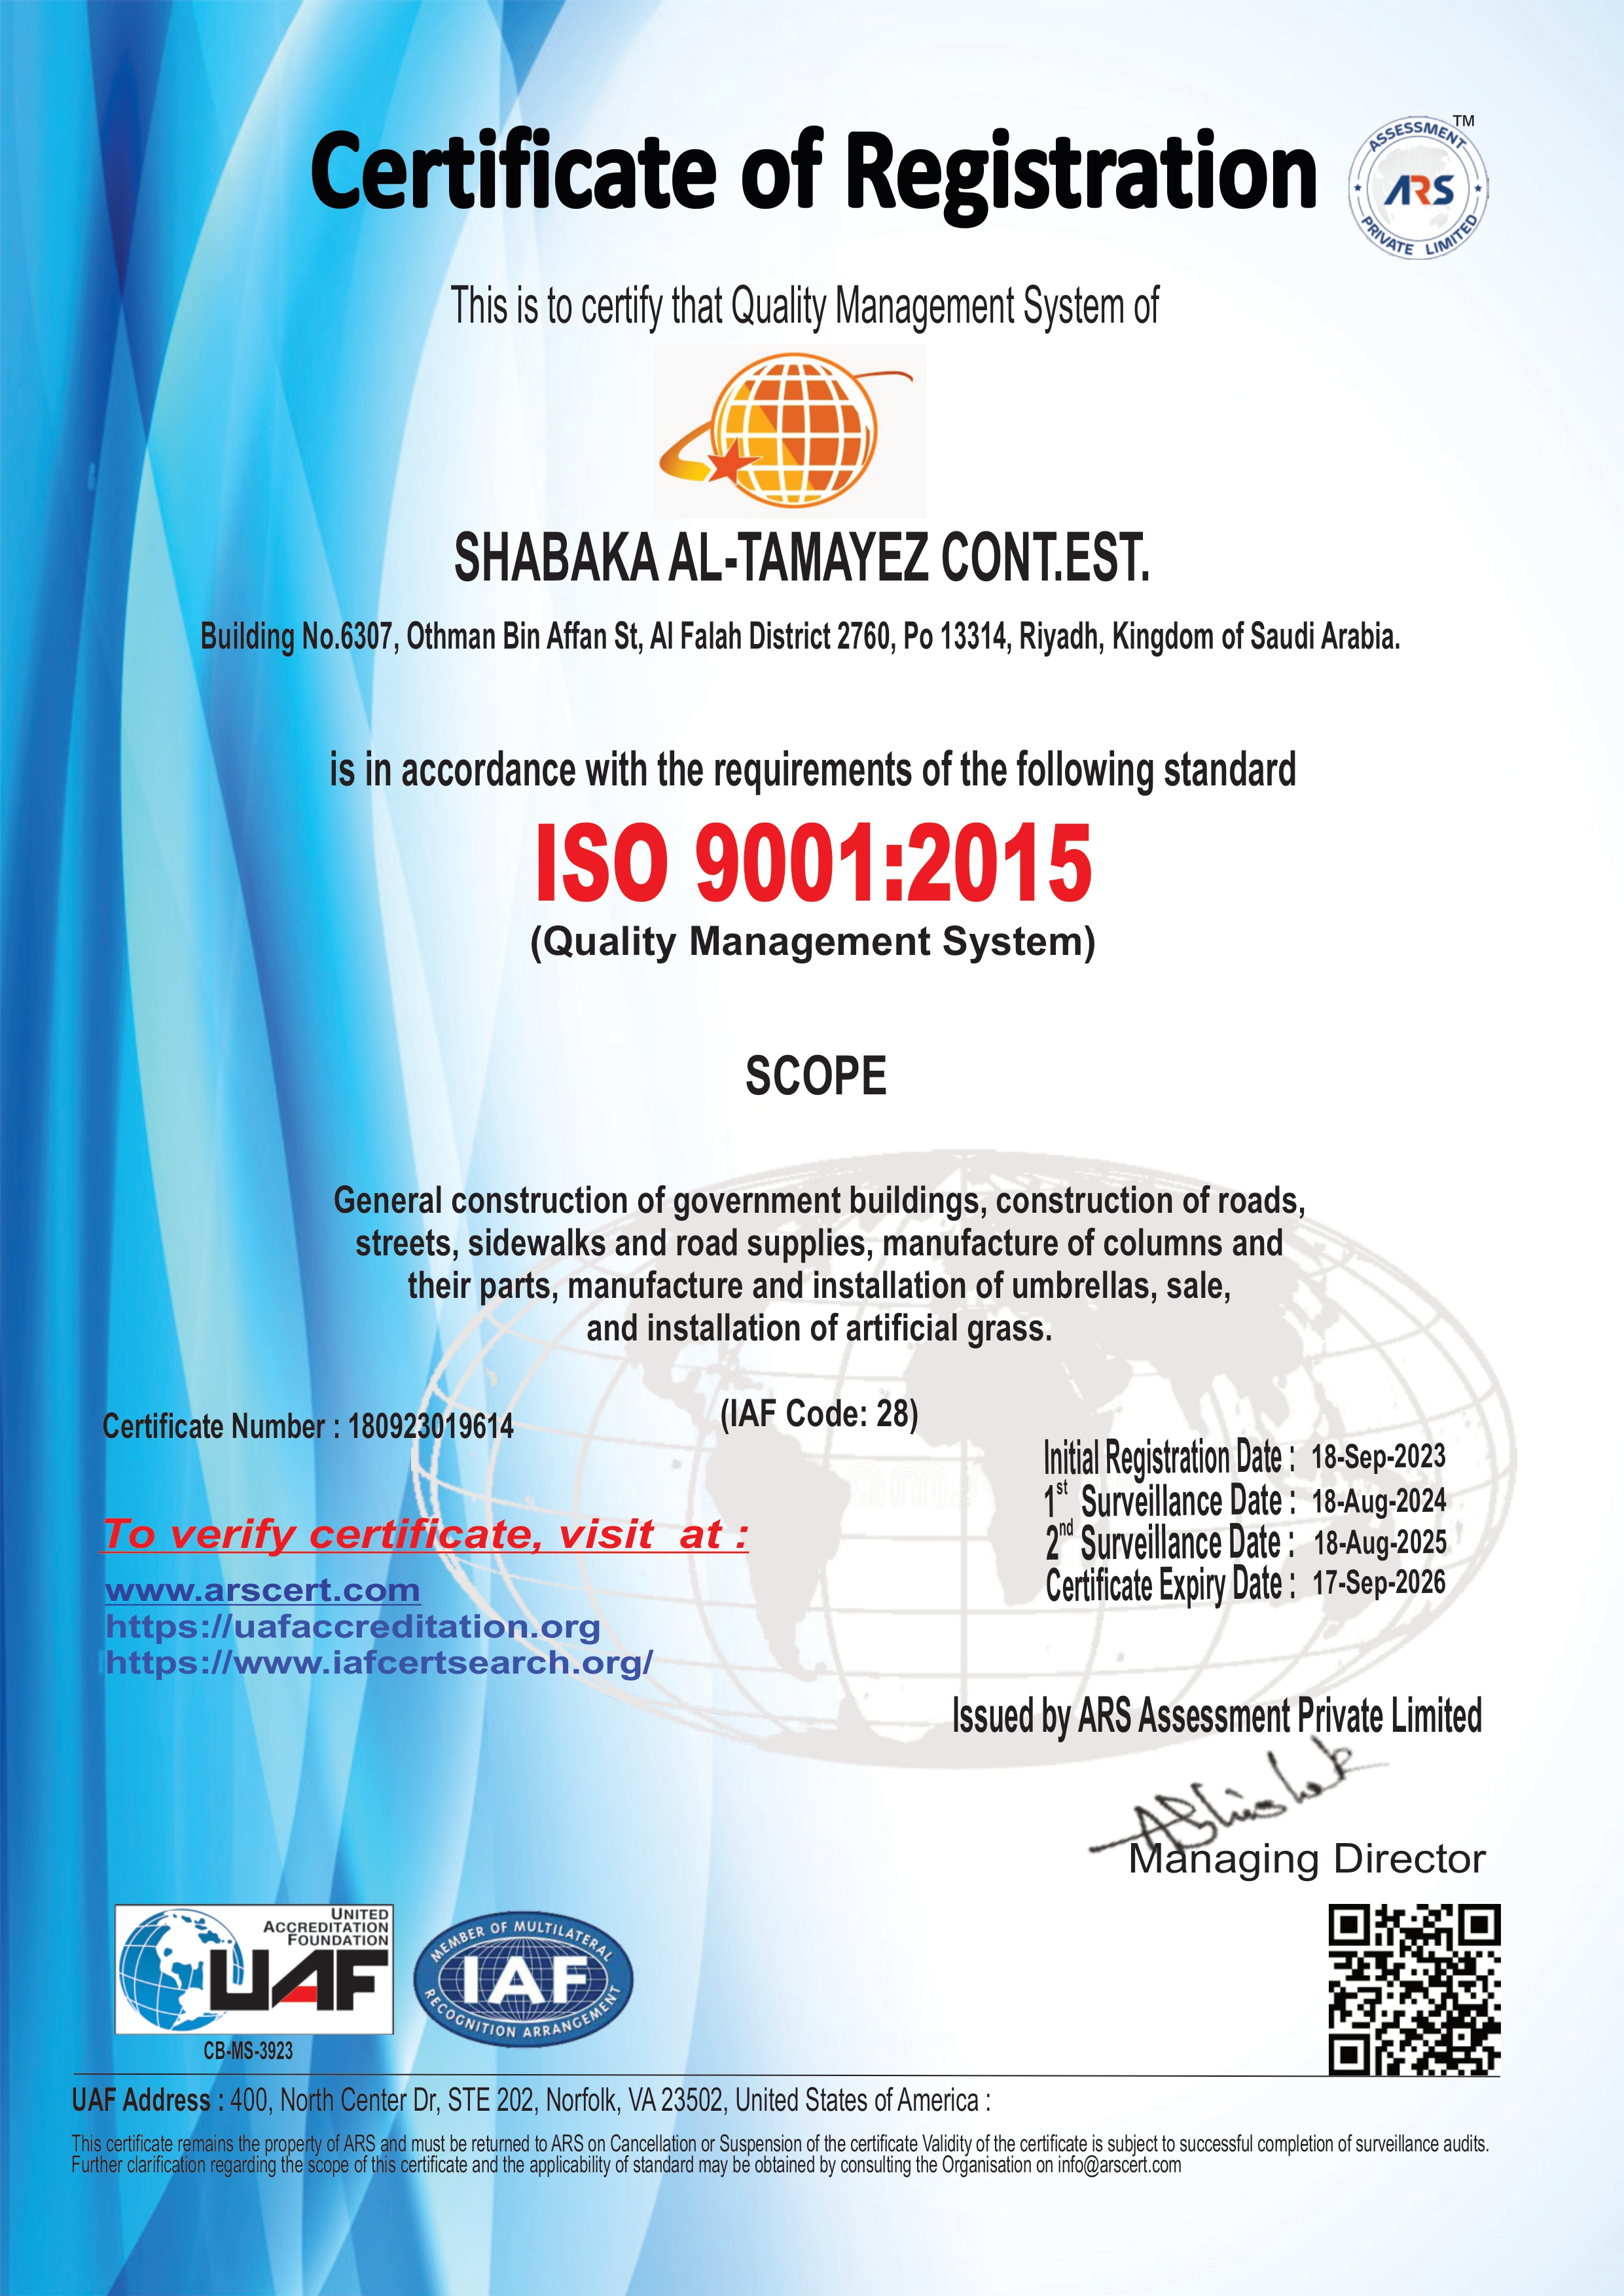 Certificate of Registration
TM
ASSESSMENT
ARS
PRIVATE LIMITED
This is to certify that Quality Management System of
SHABAKA AL-TAMAYEZ CONT.EST.
Building No.6307, Othman Bin Affan St, Al Falah District 2760, Po 13314, Riyadh, Kingdom of Saudi Arabia.
is in accordance with the requirements of the following standard
ISO 9001:2015
(Quality Management System)
SCOPE
General construction of government buildings, construction of roads,
streets, sidewalks and road supplies, manufacture of columns and
their parts, manufacture and installation of umbrellas, sale,
and installation of artificial grass.
(IAF Code: 28)
Certificate Number : 180923019614
Initial Registration Date : 18-Sep-2023
1st Surveillance Date : 18-Aug-2024
2nd Surveillance Date : 18-Aug-2025
Certificate Expiry Date : 17-Sep-2026
To verify certificate, visit at :
www.arscert.com
https://uafaccreditation.org
https://www.iafcertsearch.org/
Issued by ARS Assessment Private Limited
Abhishek
Managing Director
UNITED
ACCREDITATION
FOUNDATION
UAF
CB-MS-3923
MEMBER OF MULTILATERAL
IAF
RECOGNITION ARRANGEMENT
UAF Address : 400, North Center Dr, STE 202, Norfolk, VA 23502, United States of America :
This certificate remains the property of ARS and must be returned to ARS on Cancellation or Suspension of the certificate Validity of the certificate is subject to successful completion of surveillance audits.
Further clarification regarding the scope of this certificate and the applicability of standard may be obtained by consulting the Organisation on info@arscert.com